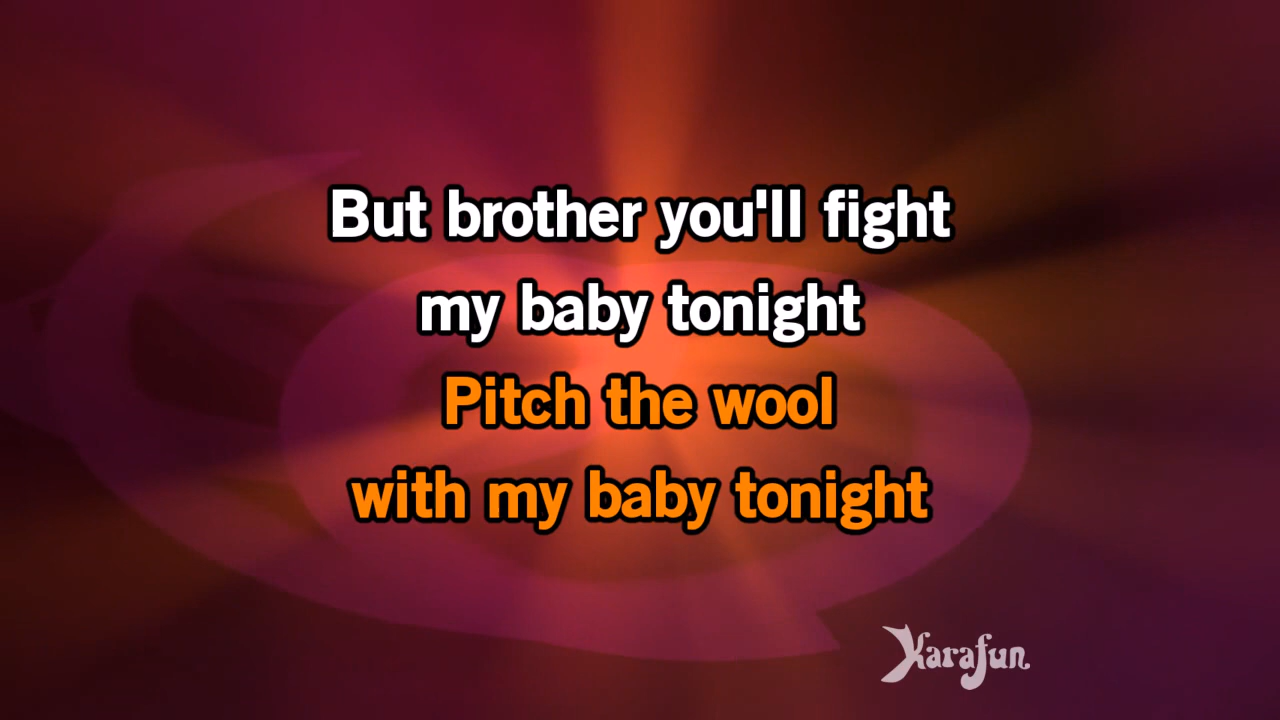 But brother you'll fight
my baby tonight
Pitch the wool
with my baby tonight
Karafun